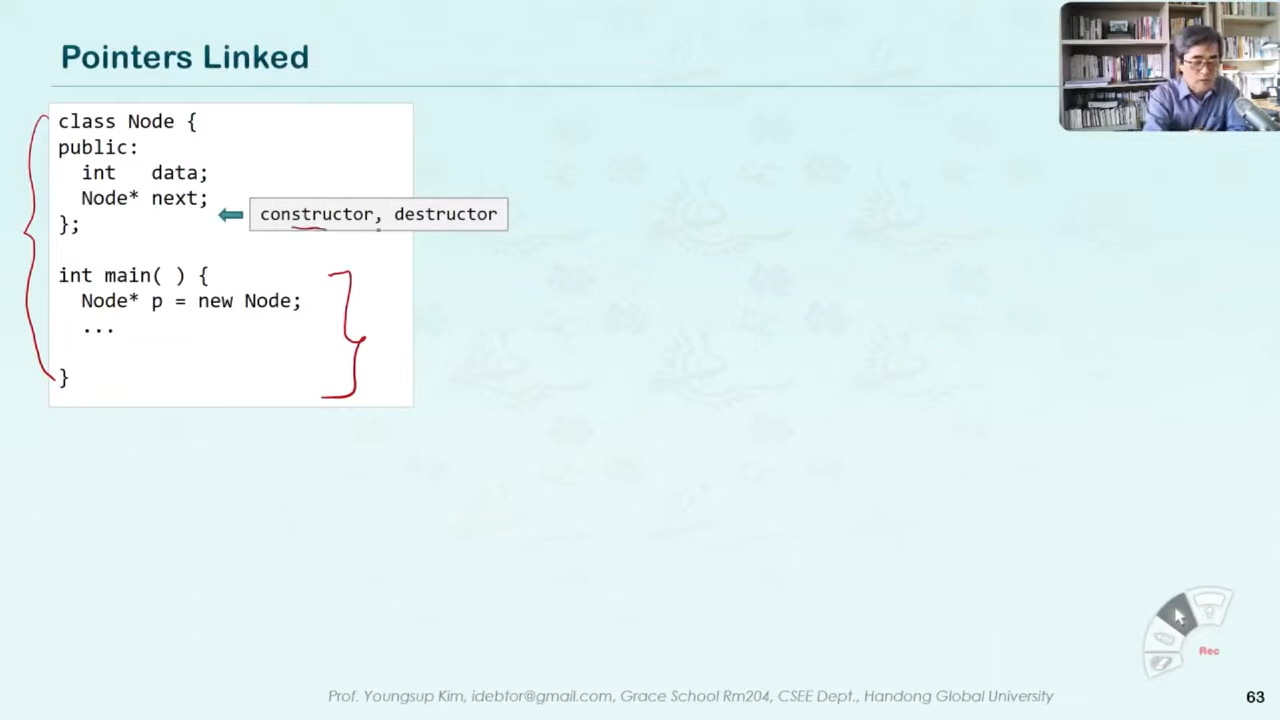 Pointers Linked
class Node {
public:
  int   data;
  Node* next;
constructor, destructor
};
int main( ) {
  Node* p = new Node;
  ...
}
Rec
Prof. Youngsup Kim, idebtor@gmail.com, Grace School Rm204, CSEE Dept., Handong Global University
63